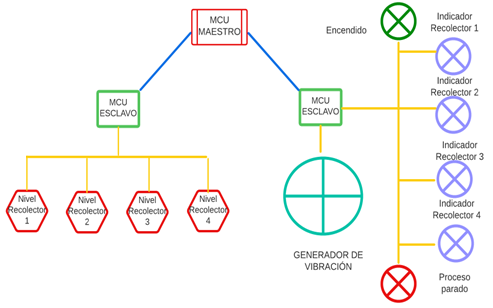 MCU
MAESTRO
Encendido
Indicador
Recolector 1
Indicador
Recolector 2
MCU
ESCLAVO
MCU
ESCLAVO
Indicador
Recolector 3
Nivel
Recolector
1
Nivel
Recolector
2
Nivel
Recolector
3
Nivel
Recolector
4
Indicador
Recolector 4
GENERADOR DE
VIBRACIÓN
Proceso
parado